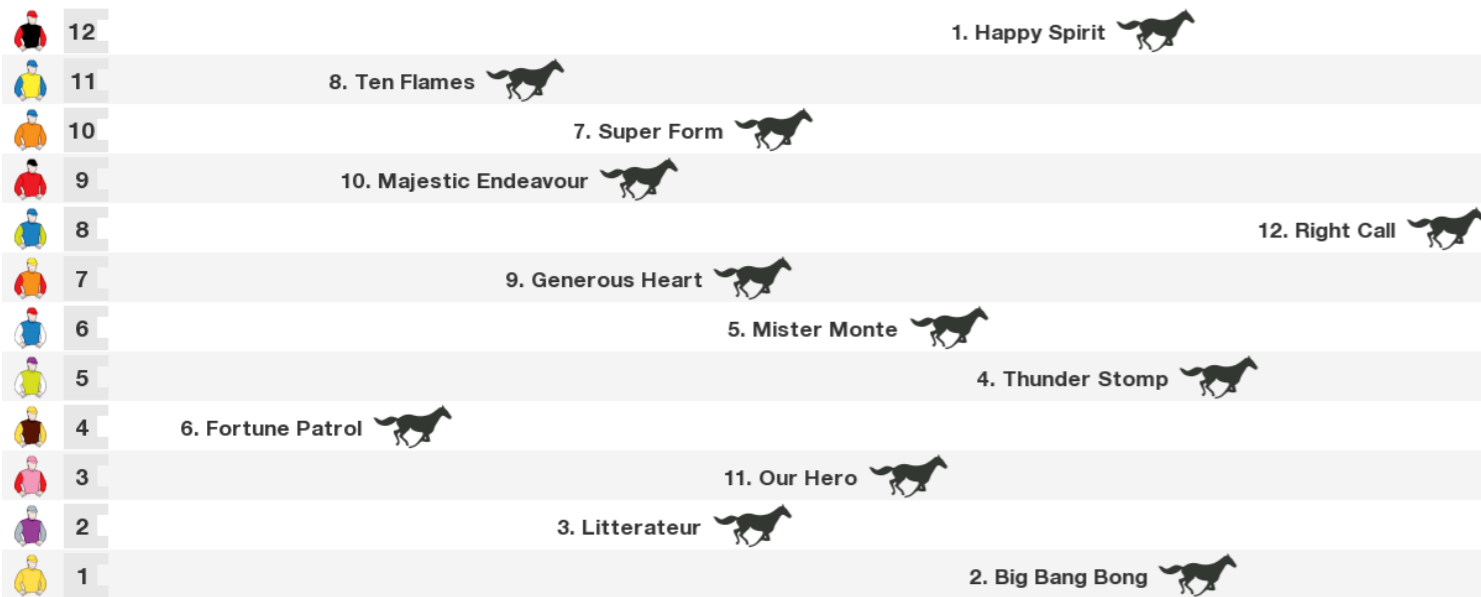 12 1. Happy Spirit
11 8. Ten Flames
10 7. Super Form
9 10. Majestic Endeavour
8 12. Right Call
7 9. Generous Heart
6 5. Mister Monte
5 4. Thunder Stomp
4 6. Fortune Patrol
3 11. Our Hero
2 3. Litterateur
1 2. Big Bang Bong